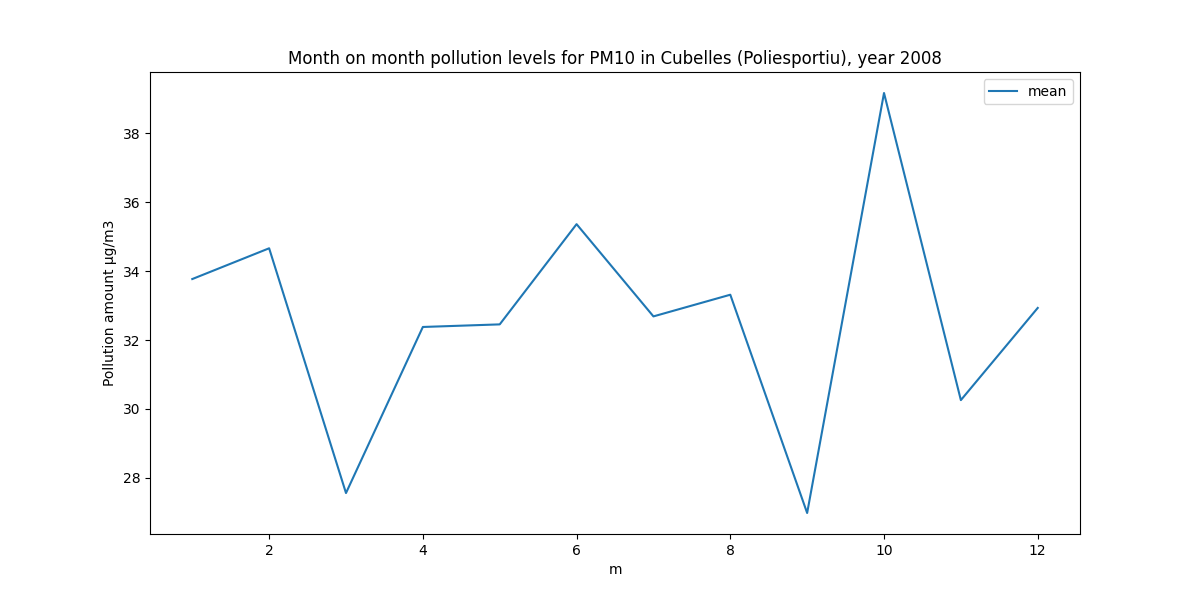 Month on month pollution levels for PM10 in Cubelles (Poliesportiu), year 2008
mean
38
36
34
32
30
28
Pollution amount µg/m3
2 4 6 8 10 12
m